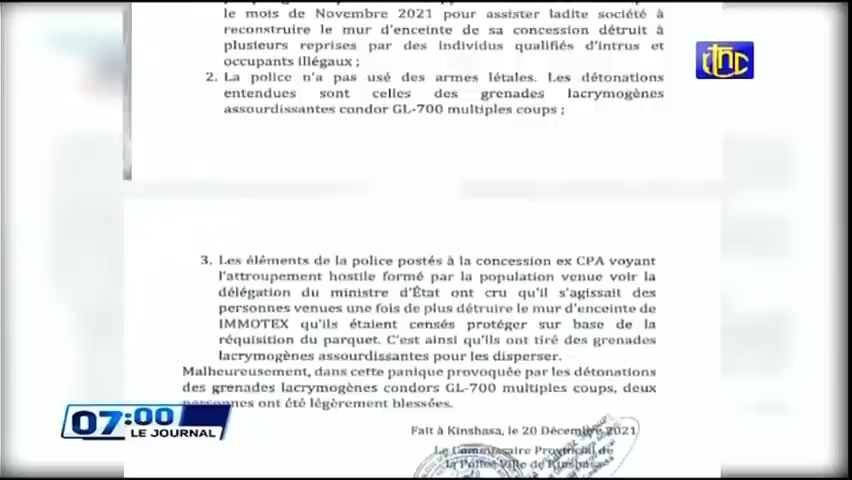 le mois de Novembre 2021 pour assister ladite société à
reconstruire le mur d'enceinte de sa concession détruit à
plusieurs reprises par des individus qualifiés d'intrus et
occupants illégaux ;
2. La police n'a pas usé des armes létales. Les détonations
entendues sont celles des grenades lacrymogènes
assourdissantes condor GL-700 multiples coups ;
3. Les éléments de la police postés à la concession ex CPA voyant
l'attroupement hostile formé par la population venue voir la
délégation du ministre d'État ont cru qu'il s'agissait des
personnes venues une fois de plus détruire le mur d'enceinte de
IMMOTEX qu'ils étaient censés protéger sur base de la
réquisition du parquet. C'est ainsi qu'ils ont tiré des grenades
lacrymogènes assourdissantes pour les disperser.
Malheureusement, dans cette panique provoquée par les détonations
des grenades lacrymogènes condors GL-700 multiples coups, deux
personnes ont été légèrement blessées.
Fait à Kinshasa, le 20 Décembre 2021
Le Commissaire Provincial de
la Police Ville de Kinshasa
rtnc
07:00
LE JOURNAL